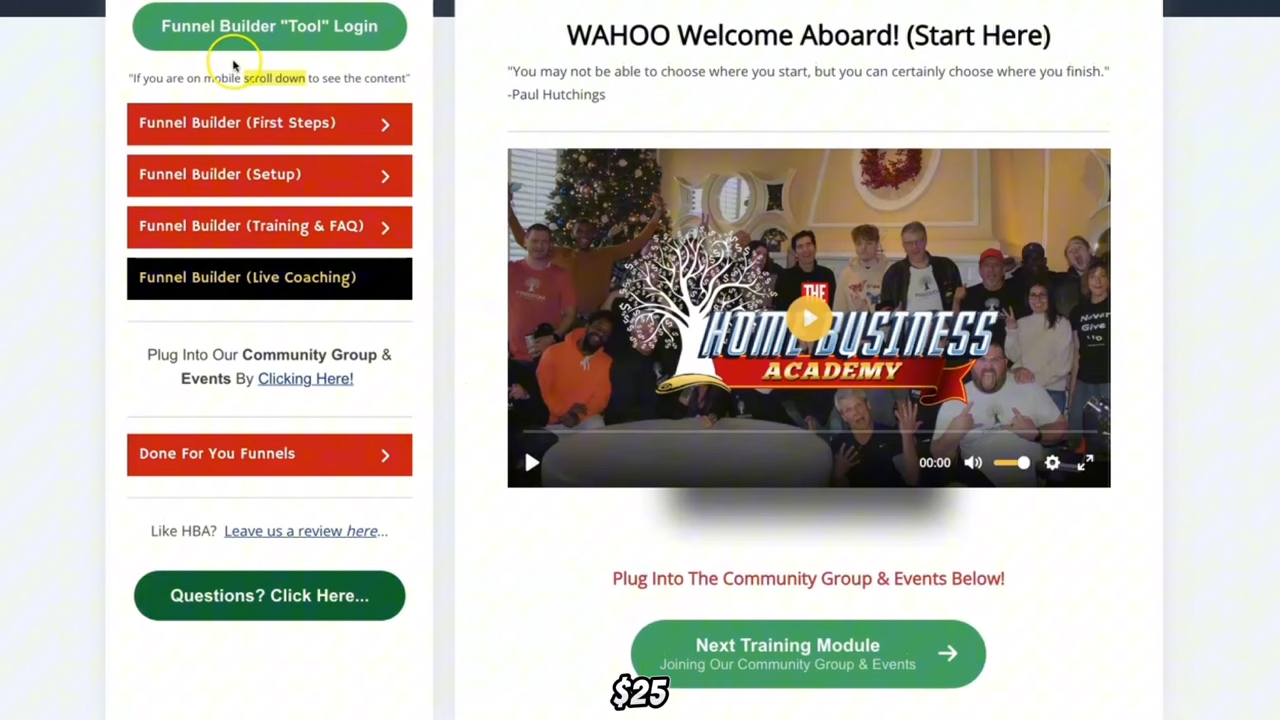 Funnel Builder "Tool" Login
"If you are on mobile scroll down to see the content"
Funnel Builder (First Steps)
Funnel Builder (Setup)
Funnel Builder (Training & FAQ)
Funnel Builder (Live Coaching)
Plug Into Our Community Group &
Events By Clicking Here!
Done For You Funnels
Like HBA? Leave us a review here...
Questions? Click Here...
WAHOO Welcome Aboard! (Start Here)
"You may not be able to choose where you start, but you can certainly choose where you finish."
-Paul Hutchings
THE
HOME BUSINESS
ACADEMY
00:00
Plug Into The Community Group & Events Below!
Next Training Module
Joining Our Community Group & Events
$25